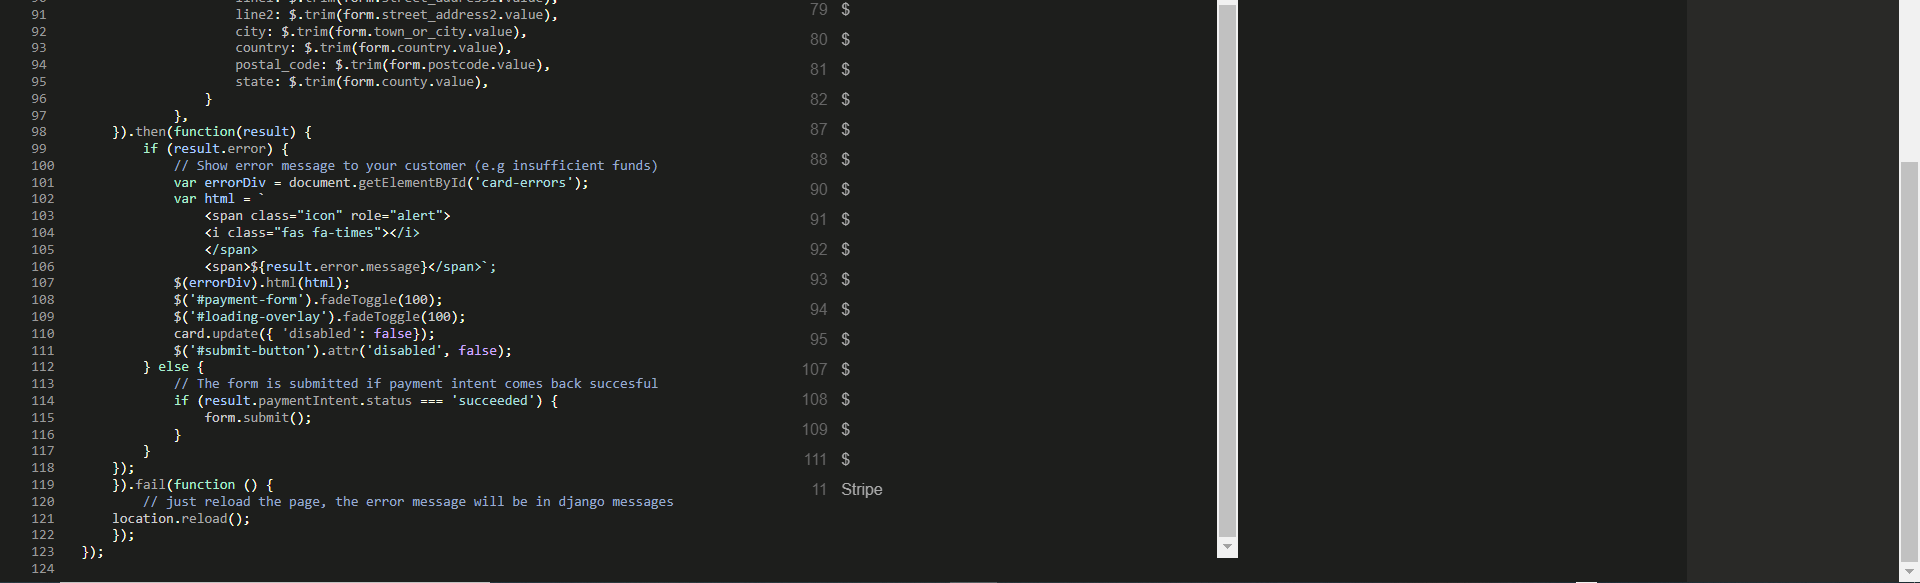 91 line2: $.trim(form.street_address2.value),
92 city: $.trim(form.town_or_city.value),
93 country: $.trim(form.country.value),
94 postal_code: $.trim(form.postcode.value),
95 state: $.trim(form.county.value),
96 }
97 },
98 }).then(function(result) {
99 if (result.error) {
100 // Show error message to your customer (e.g insufficient funds)
101 var errorDiv = document.getElementById('card-errors');
102 var html = `
103 <span class="icon" role="alert">
104 <i class="fas fa-times"></i>
105 </span>
106 <span>${result.error.message}</span>`;
107 $(errorDiv).html(html);
108 $('#payment-form').fadeToggle(100);
109 $('#loading-overlay').fadeToggle(100);
110 card.update({ 'disabled': false});
111 $('#submit-button').attr('disabled', false);
112 } else {
113 // The form is submitted if payment intent comes back succesful
114 if (result.paymentIntent.status === 'succeeded') {
115 form.submit();
116 }
117 }
118 });
119 }).fail(function () {
120 // just reload the page, the error message will be in django messages
121 location.reload();
122 });
123 });
124
79 $
80 $
81 $
82 $
87 $
88 $
90 $
91 $
92 $
93 $
94 $
95 $
107 $
108 $
109 $
111 $
11 Stripe